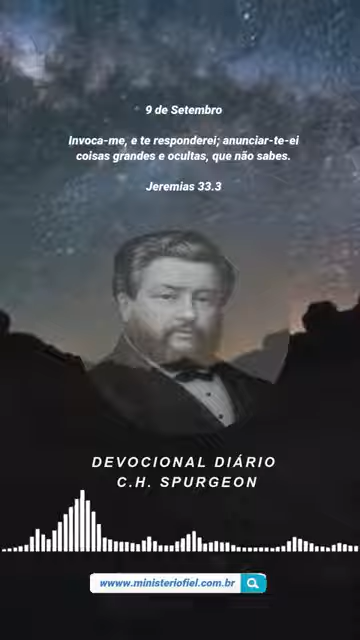 9 de Setembro
Invoca-me, e te responderei; anunciar-te-ei
coisas grandes e ocultas, que não sabes.
Jeremias 33.3
DEVOCIONAL DIÁRIO
C.H. SPURGEON
wwww.ministeriofiel.com.br